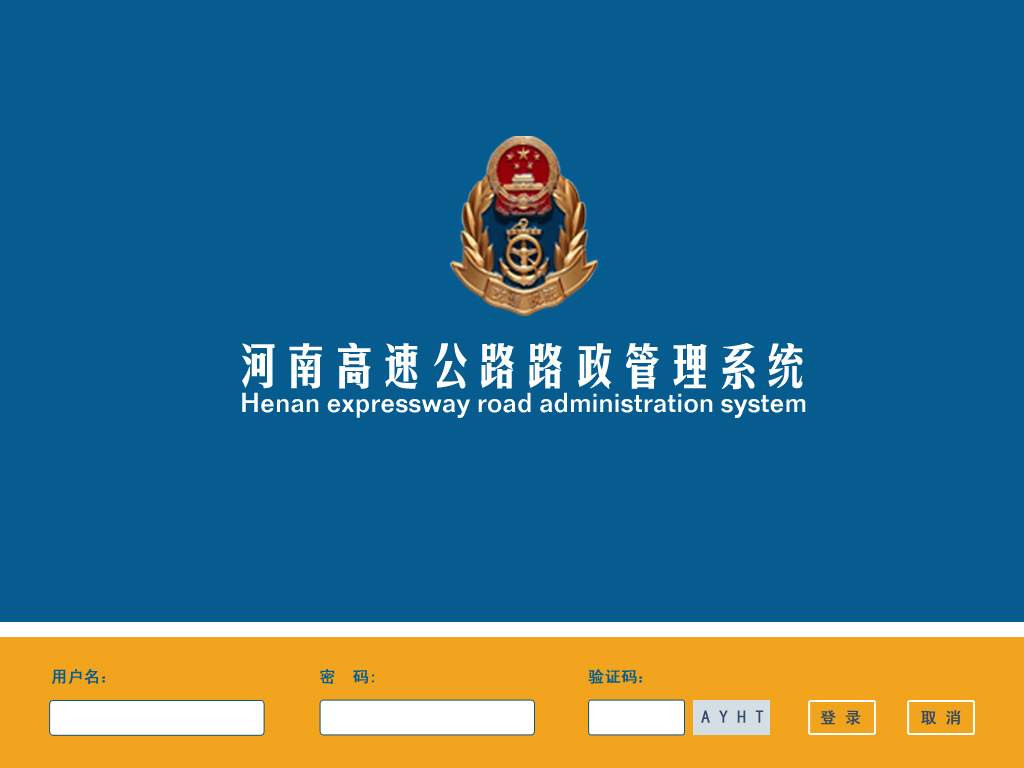 河南高速公路路政管理系统
Henan expressway road administration system
用户名：
密 码：
验证码：
A Y H T
登 录
取 消